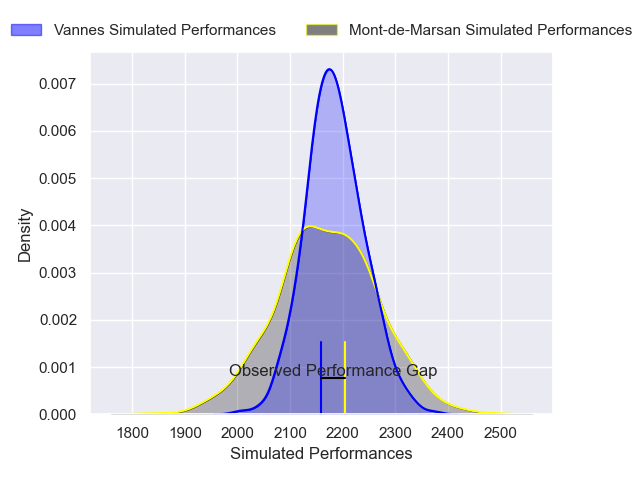 Vannes Simulated Performances
Mont-de-Marsan Simulated Performances
0.007
0.006
0.005
0.004
0.003
0.002
0.001
0.000
Density
Observed Performance Gap
1800 1900 2000 2100 2200 2300 2400 2500
Simulated Performances